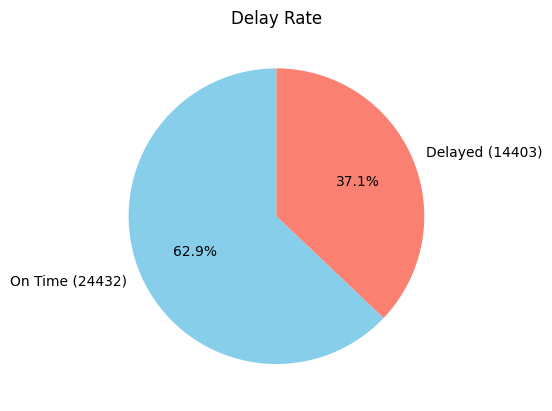 Delay Rate
Delayed (14403)
37.1%
62.9%
On Time (24432)